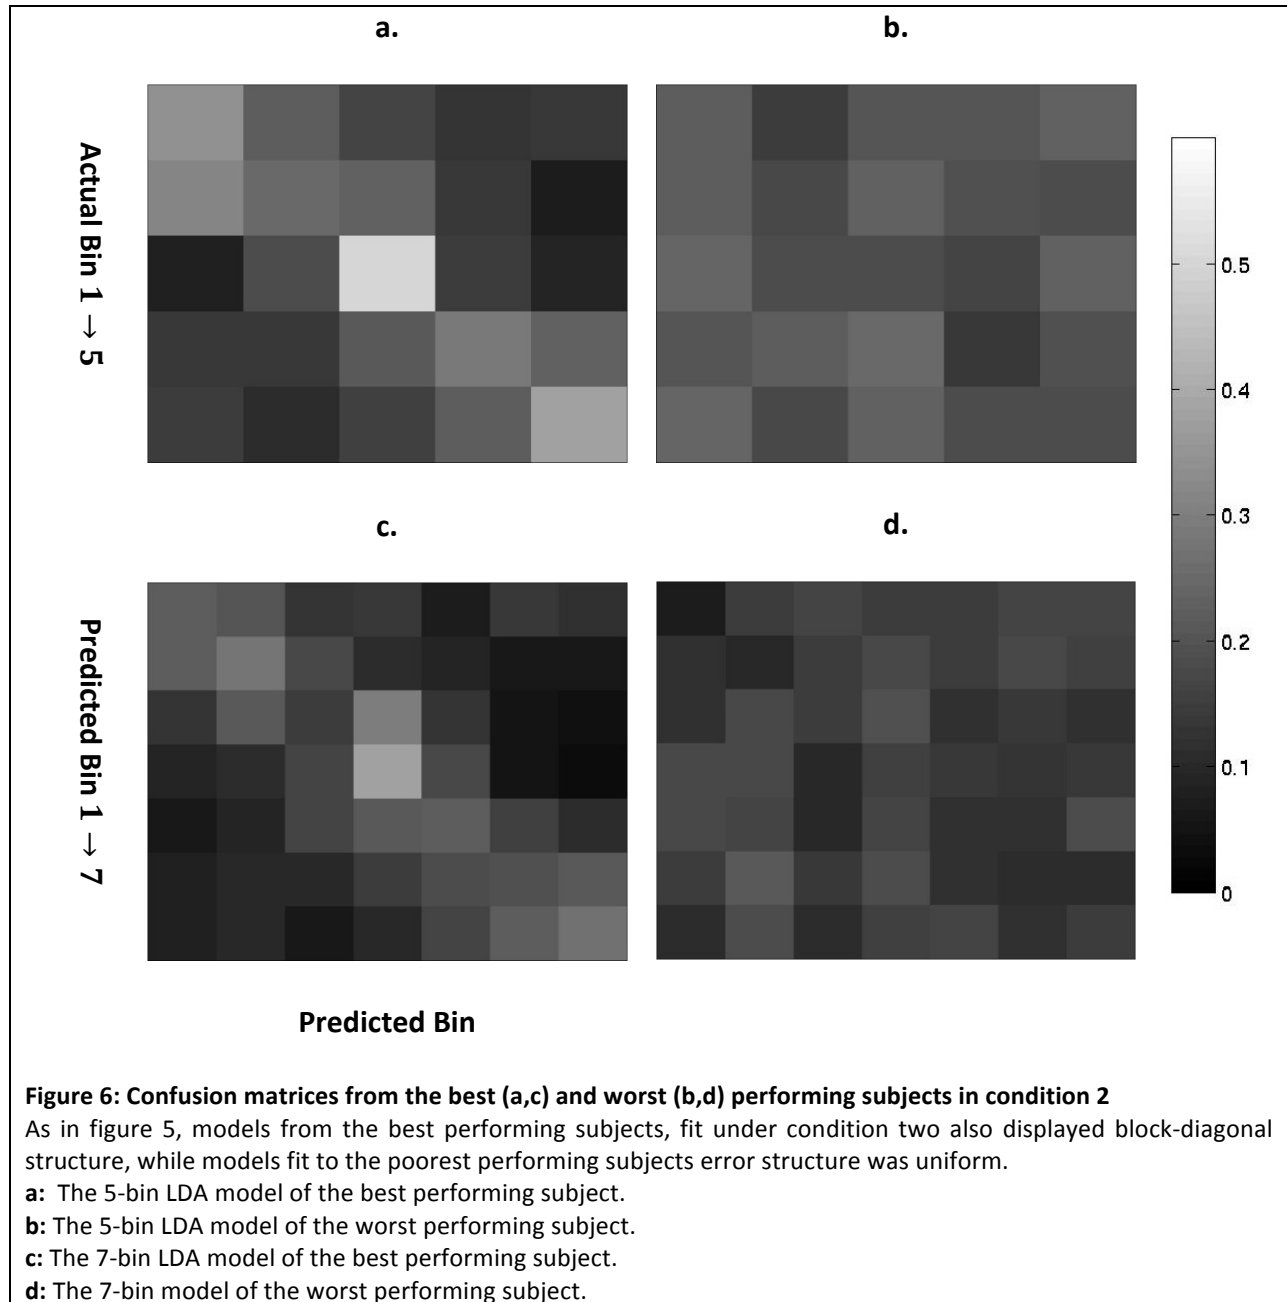 a.
b.
Actual Bin 1 → 5
0.5
0.4
0.3
0.2
0.1
0
c.
d.
Predicted Bin 1 → 7
Predicted Bin
Figure 6: Confusion matrices from the best (a,c) and worst (b,d) performing subjects in condition 2
As in figure 5, models from the best performing subjects, fit under condition two also displayed block-diagonal
structure, while models fit to the poorest performing subjects error structure was uniform.
a: The 5-bin LDA model of the best performing subject.
b: The 5-bin LDA model of the worst performing subject.
c: The 7-bin LDA model of the best performing subject.
d: The 7-bin model of the worst performing subject.